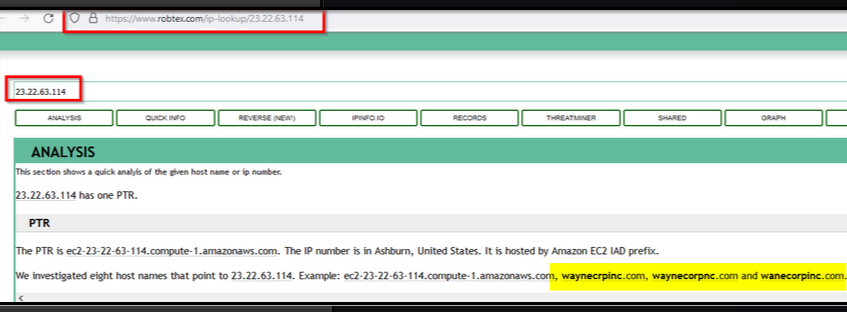 https://www.robtex.com/ip-lookup/23.22.63.114
23.22.63.114
ANALYSIS QUICK INFO REVERSE (NEW!) IPINFO.IO RECORDS THREATMINER SHARED GRAPH
ANALYSIS
This section shows a quick analyis of the given host name or ip number.
23.22.63.114 has one PTR.
PTR
The PTR is ec2-23-22-63-114.compute-1.amazonaws.com. The IP number is in Ashburn, United States. It is hosted by Amazon EC2 IAD prefix.
We investigated eight host names that point to 23.22.63.114. Example: ec2-23-22-63-114.compute-1.amazonaws.com, waynecrpinc.com, waynecorpnc.com and wanecorpinc.com.